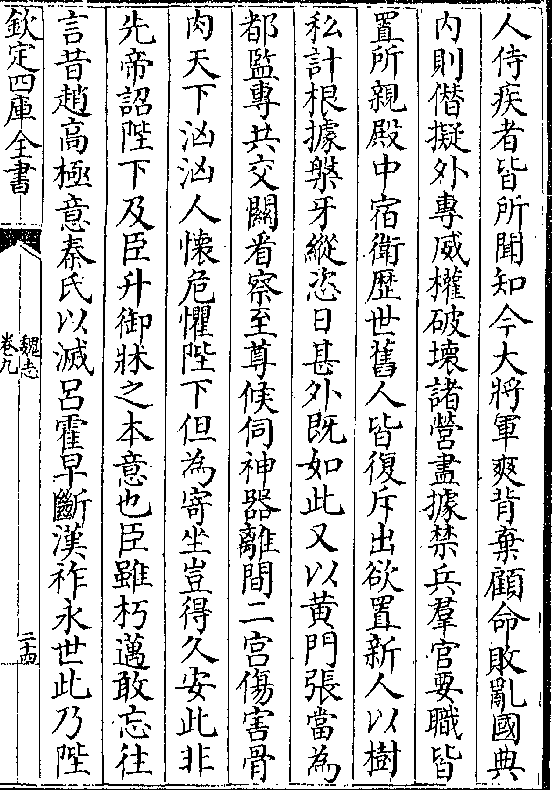 人侍疾者皆所聞知今大將軍爽背棄顧命敗亂國典
内則僭擬外專威權破壞諸營盡據禁兵羣官要職皆
置所親殿中宿衛歷世舊人皆復斥出欲置新人以樹
私計根據槃牙縱恣日甚外既如此又以黄門張當為
都監專共交關看察至尊候伺神器離間二宮傷害骨
肉天下汹汹人懷危懼陛下但為寄坐豈得久安此非
先帝詔陛下及臣升御牀之本意也臣雖朽邁敢忘往
言昔趙高極意秦氏以滅呂霍早斷漢祚永世此乃陛
欽定四庫全書
魏志
卷九
二十四